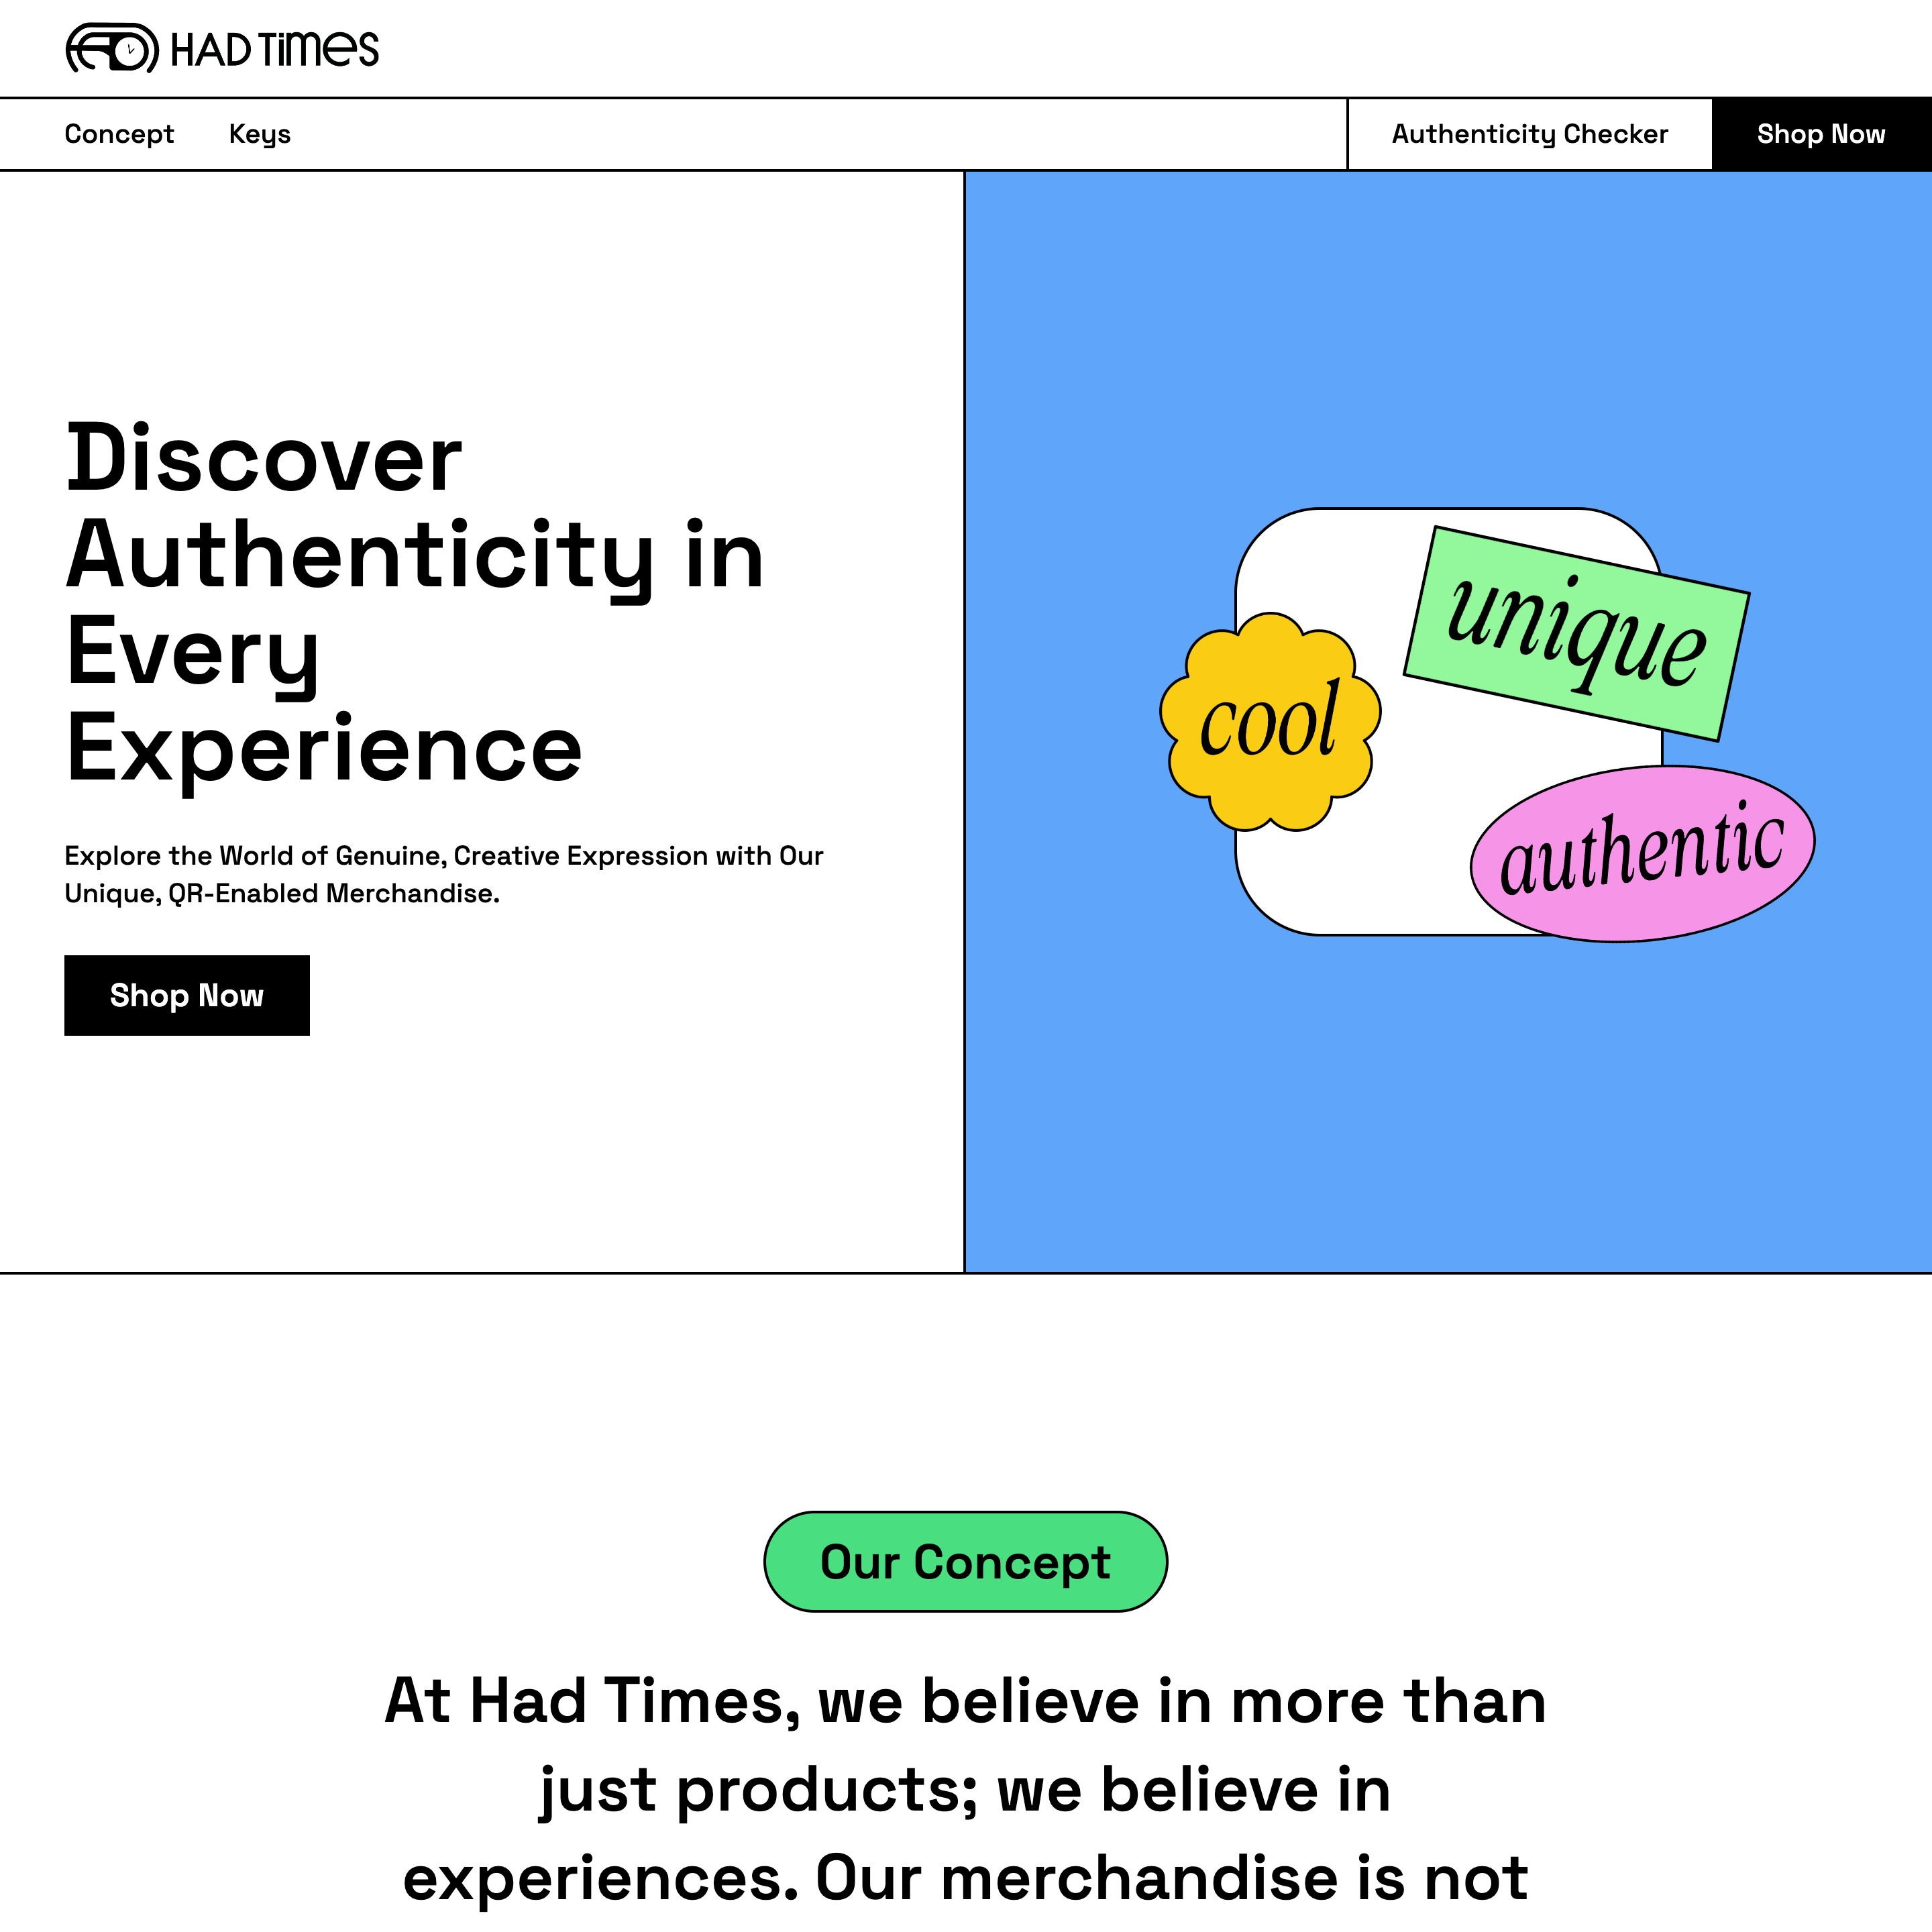 HAD TimeS
Concept Keys Authenticity Checker Shop Now
Discover
Authenticity in
Every
Experience
Explore the World of Genuine, Creative Expression with Our
Unique, QR-Enabled Merchandise.
Shop Now
unique
cool
authentic
Our Concept
At Had Times, we believe in more than
just products; we believe in
experiences. Our merchandise is not